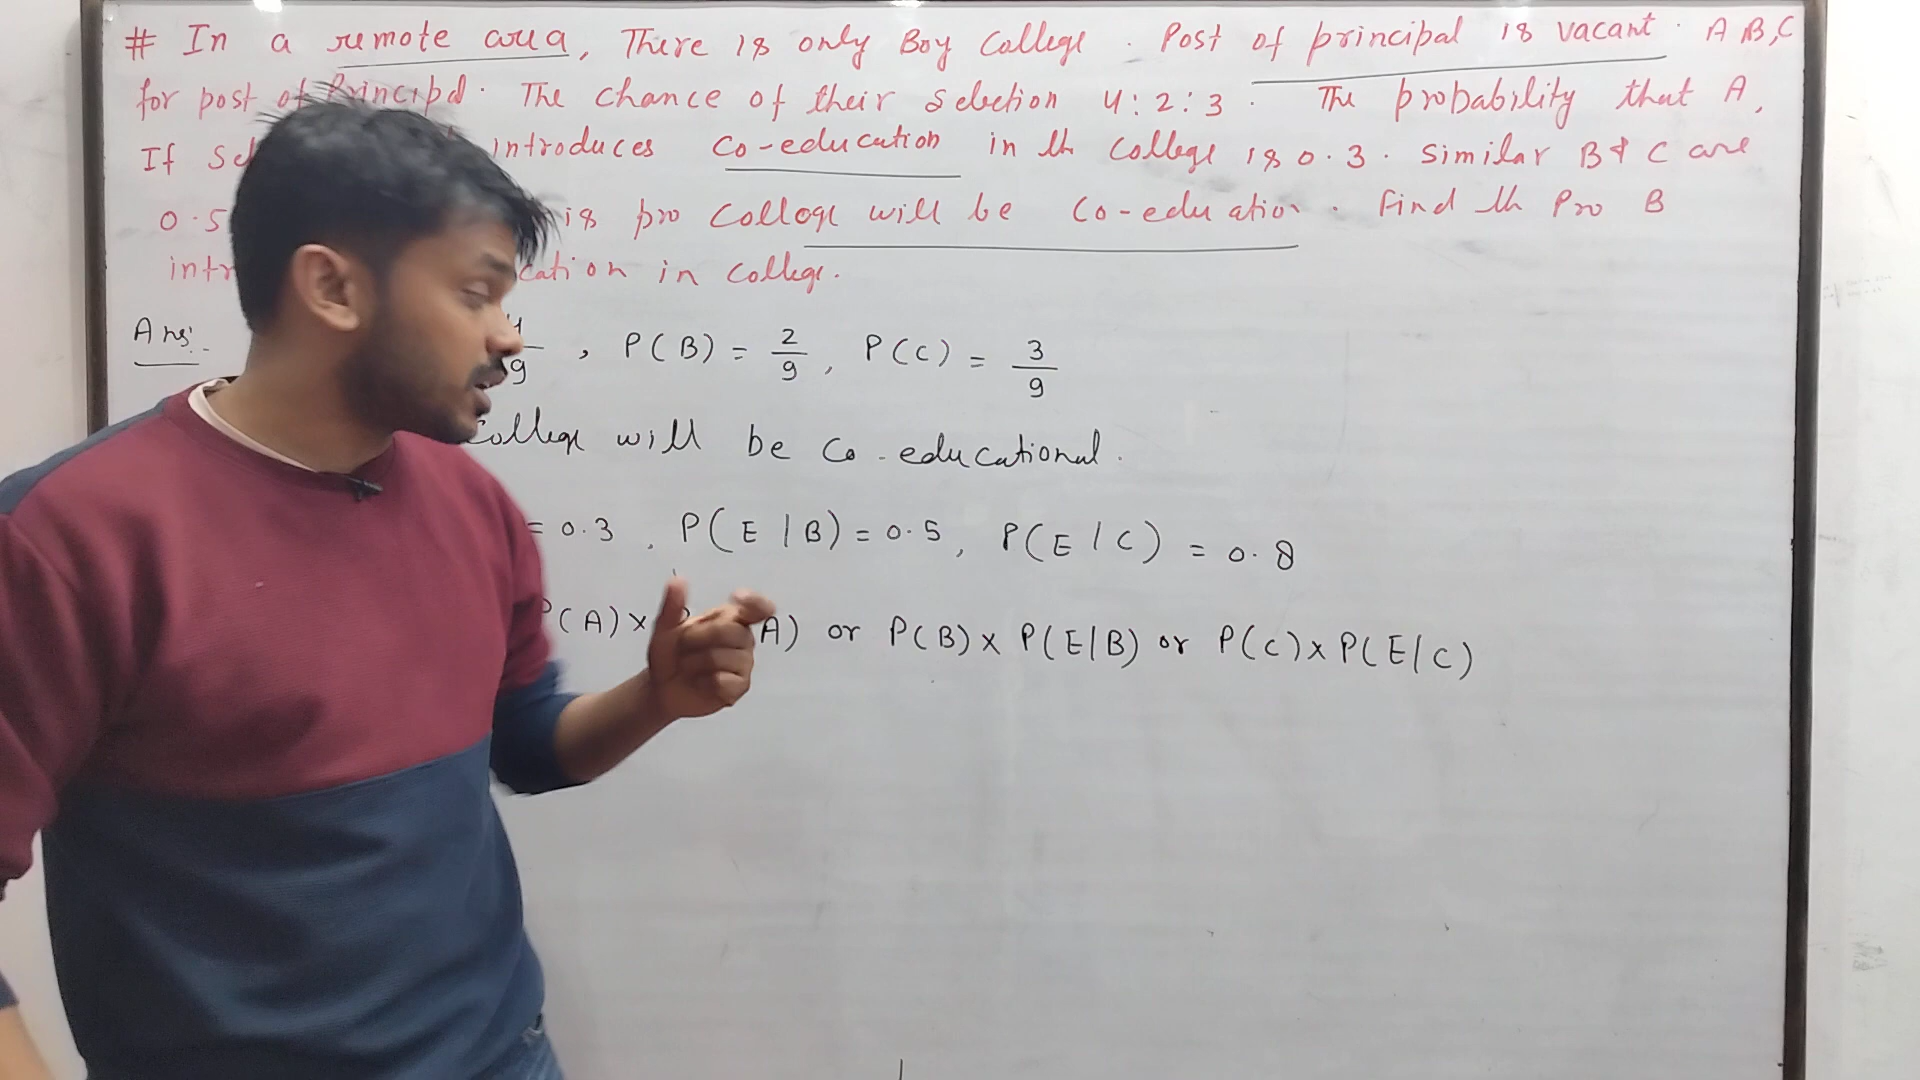 # In a remote area, There is only Boy College. Post of principal is vacant. A B,C
for post of Principal. The chance of their selection 4:2:3. The probability that A,
If introduces co-education in th college is 0.3. Similar B & C are
0.5 is pro college will be co-education. Find th Pro B
cation in college.
Ans:- 9 , P(B) = 2/9 , P(C) = 3/9
College will be co-educational.
= 0.3 , P(E|B) = 0.5 , P(E|C) = 0.8
P(A) x A) or P(B) x P(E|B) or P(C) x P(E|C)